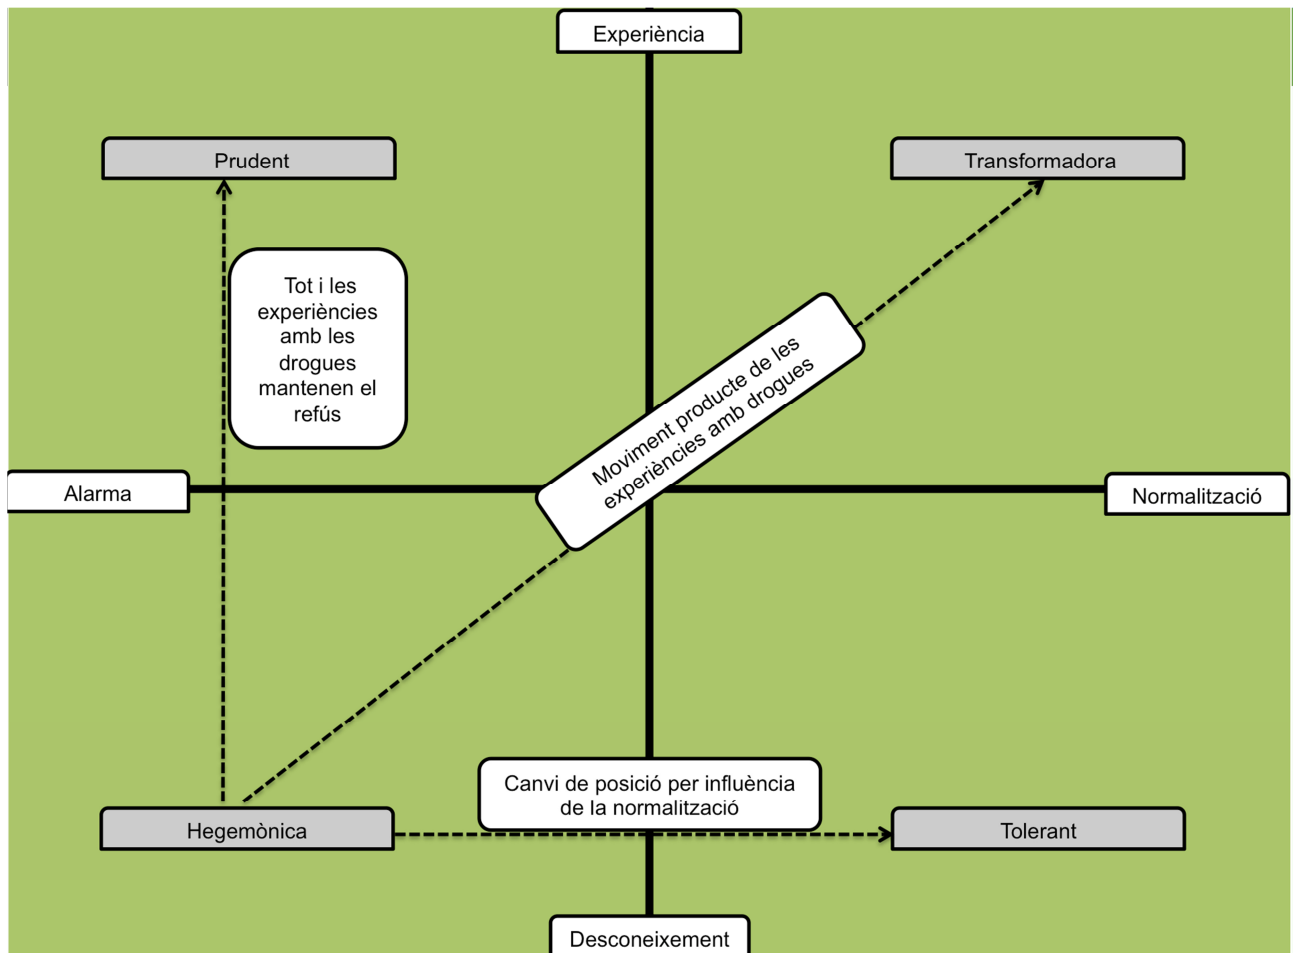 Experiència
Prudent
Transformadora
Tot i les
experiències
amb les
drogues
mantenen el
refús
Moviment producte de les
experiències amb drogues
Alarma
Normalització
Canvi de posició per influència
de la normalització
Hegemònica
Tolerant
Desconeixement